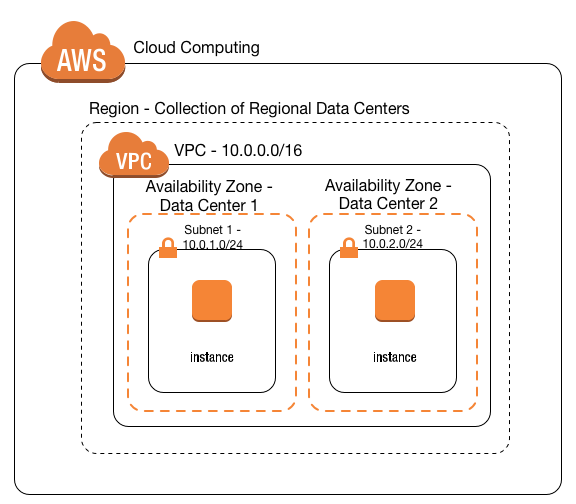 AWS
Cloud Computing
Region - Collection of Regional Data Centers
VPC
VPC - 10.0.0.0/16
Availability Zone -
Data Center 1
Availability Zone -
Data Center 2
Subnet 1 -
10.0.1.0/24
Subnet 2 -
10.0.2.0/24
instance
instance